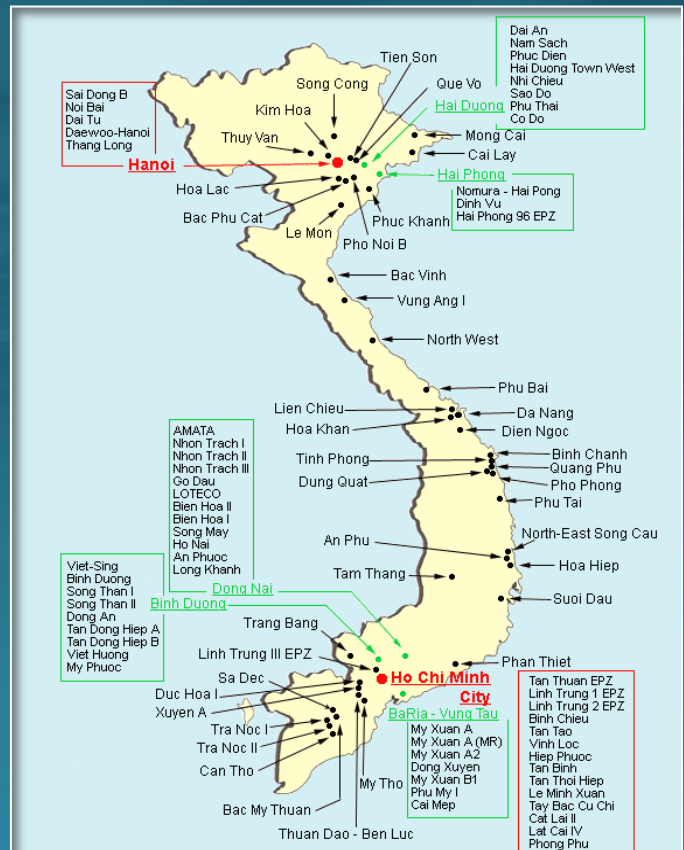 Dai An
Nam Sach
Phuc Dien
Hai Duong Town West
Nhi Chieu
Sao Do
Phu Thai
Co Do
Tien Son
Song Cong
Que Vo
Kim Hoa
Hai Duong
Sai Dong B
Noi Bai
Dai Tu
Daewoo-Hanoi
Thang Long
Thuy Van
Mong Cai
Cai Lay
Hanoi
Hai Phong
Hoa Lac
Nomura - Hai Pong
Dinh Vu
Hai Phong 96 EPZ
Bac Phu Cat
Phuc Khanh
Le Mon
Pho Noi B
Bac Vinh
Vung Ang I
North West
Phu Bai
Lien Chieu
Da Nang
Hoa Khan
Dien Ngoc
AMATA
Nhon Trach I
Nhon Trach II
Nhon Trach III
Go Dau
LOTECO
Bien Hoa II
Bien Hoa I
Song May
Ho Nai
An Phuoc
Long Khanh
Binh Chanh
Tinh Phong
Quang Phu
Dung Quat
Pho Phong
Phu Tai
North-East Song Cau
An Phu
Hoa Hiep
Tam Thang
Suoi Dau
Viet-Sing
Binh Duong
Song Than I
Song Than II
Dong An
Tan Dong Hiep A
Tan Dong Hiep B
Viet Huong
My Phuoc
Dong Nai
Binh Duong
Trang Bang
Linh Trung III EPZ
Phan Thiet
Sa Dec
Ho Chi Minh
City
Duc Hoa I
Xuyen A
BaRia - Vung Tau
My Xuan A
My Xuan A (MR)
My Xuan A2
Dong Xuyen
My Xuan B1
Phu My I
Cai Mep
Tan Thuan EPZ
Linh Trung 1 EPZ
Linh Trung 2 EPZ
Binh Chieu
Tan Tao
Vinh Loc
Hiep Phuoc
Tan Binh
Tan Thoi Hiep
Le Minh Xuan
Tay Bac Cu Chi
Cat Lai II
Lat Cai IV
Phong Phu
Tra Noc I
Tra Noc II
Can Tho
My Tho
Bac My Thuan
Thuan Dao - Ben Luc